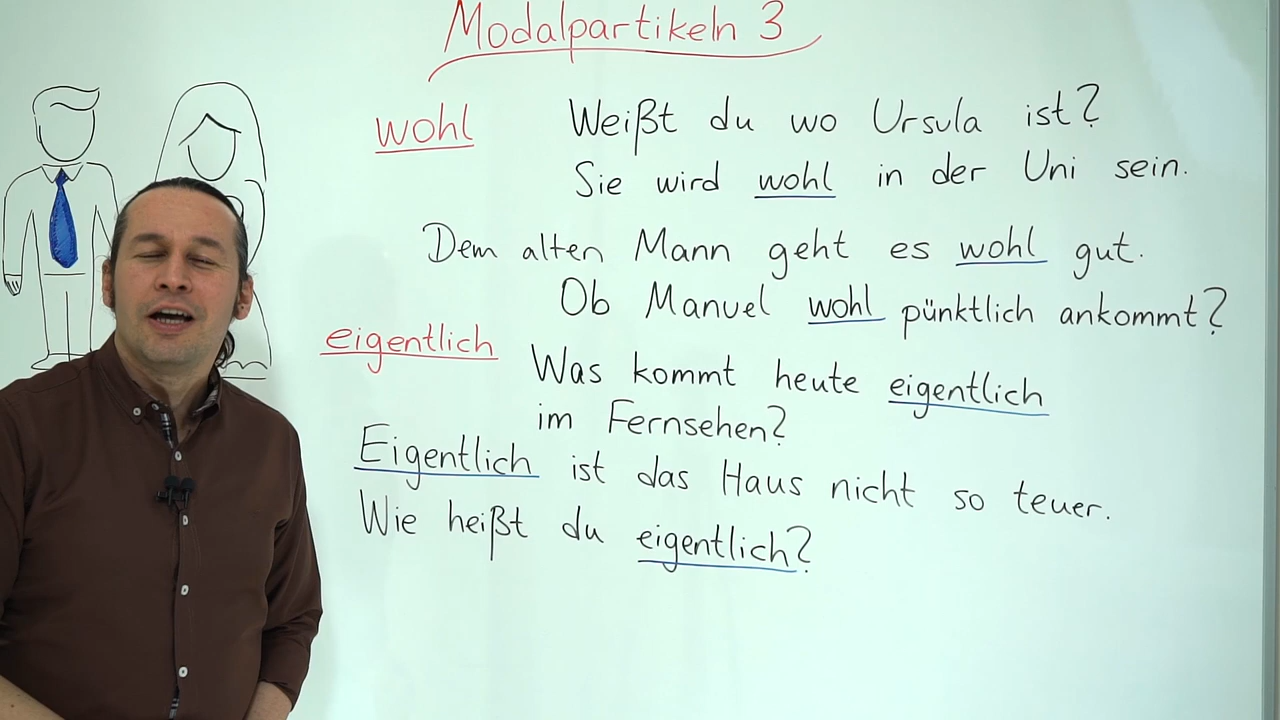 Modalpartikeln 3
wohl Weißt du wo Ursula ist?
Sie wird wohl in der Uni sein.
Dem alten Mann geht es wohl gut.
Ob Manuel wohl pünktlich ankommt?
eigentlich Was kommt heute eigentlich
im Fernsehen?
Eigentlich ist das Haus nicht so teuer.
Wie heißt du eigentlich?